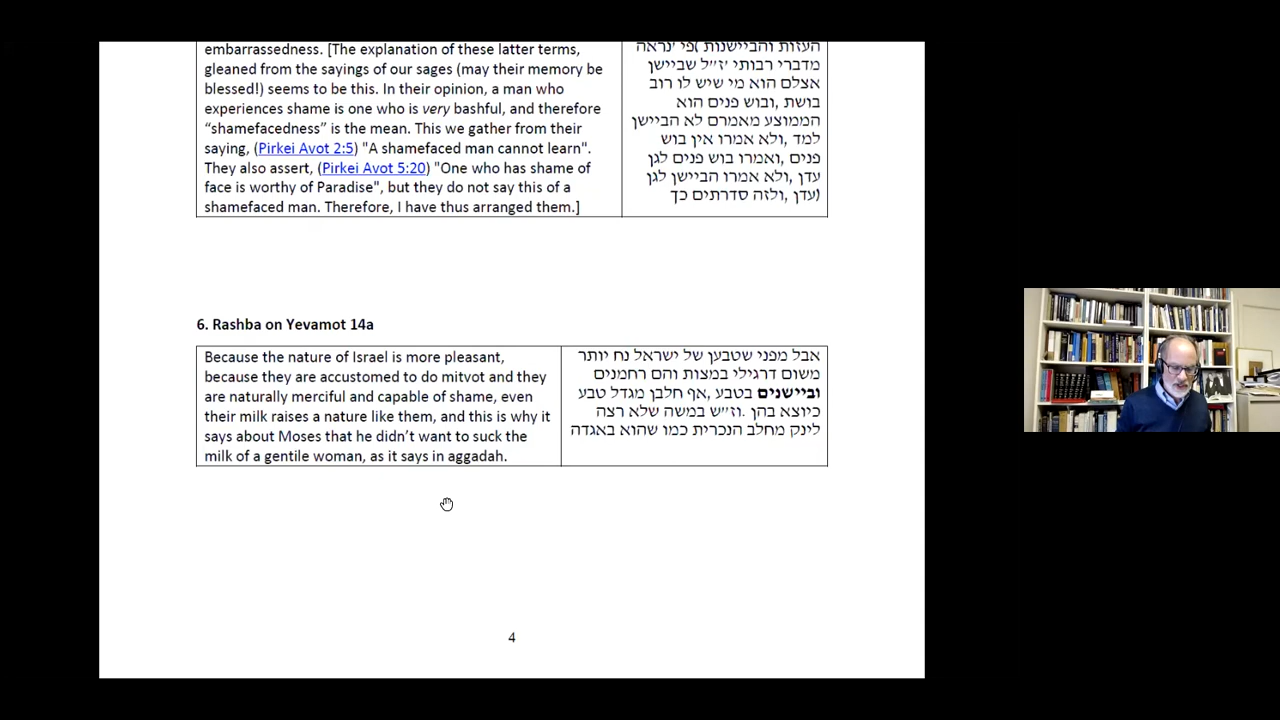 embarrassedness. [The explanation of these latter terms,
gleaned from the sayings of our sages (may their memory be
blessed!) seems to be this. In their opinion, a man who
experiences shame is one who is very bashful, and therefore
“shamefacedness” is the mean. This we gather from their
saying, (Pirkei Avot 2:5) "A shamefaced man cannot learn".
They also assert, (Pirkei Avot 5:20) "One who has shame of
face is worthy of Paradise", but they do not say this of a
shamefaced man. Therefore, I have thus arranged them.]
העזות והביישנות (פי' נראה
מדברי רבותי ז״ל שביישן
אצלם הוא מי שיש לו רוב
בושת, ובוש פנים הוא
הממוצע מאמרם לא הביישן
למד, ולא אמרו אין בוש
פנים, ואמרו בוש פנים לגן
עדן, ולא אמרו הביישן לגן
עדן, ולזה סדרתים כך)
6. Rashba on Yevamot 14a
Because the nature of Israel is more pleasant,
because they are accustomed to do mitvot and they
are naturally merciful and capable of shame, even
their milk raises a nature like them, and this is why it
says about Moses that he didn’t want to suck the
milk of a gentile woman, as it says in aggadah.
אבל מפני שטבען של ישראל נח יותר
משום דרגילי במצות והם רחמנים
וביישנים בטבע, אף חלבן מגדל טבע
כיוצא בהן. וז״ש במשה שלא רצה
לינק מחלב הנכרית כמו שהוא באגדה
4